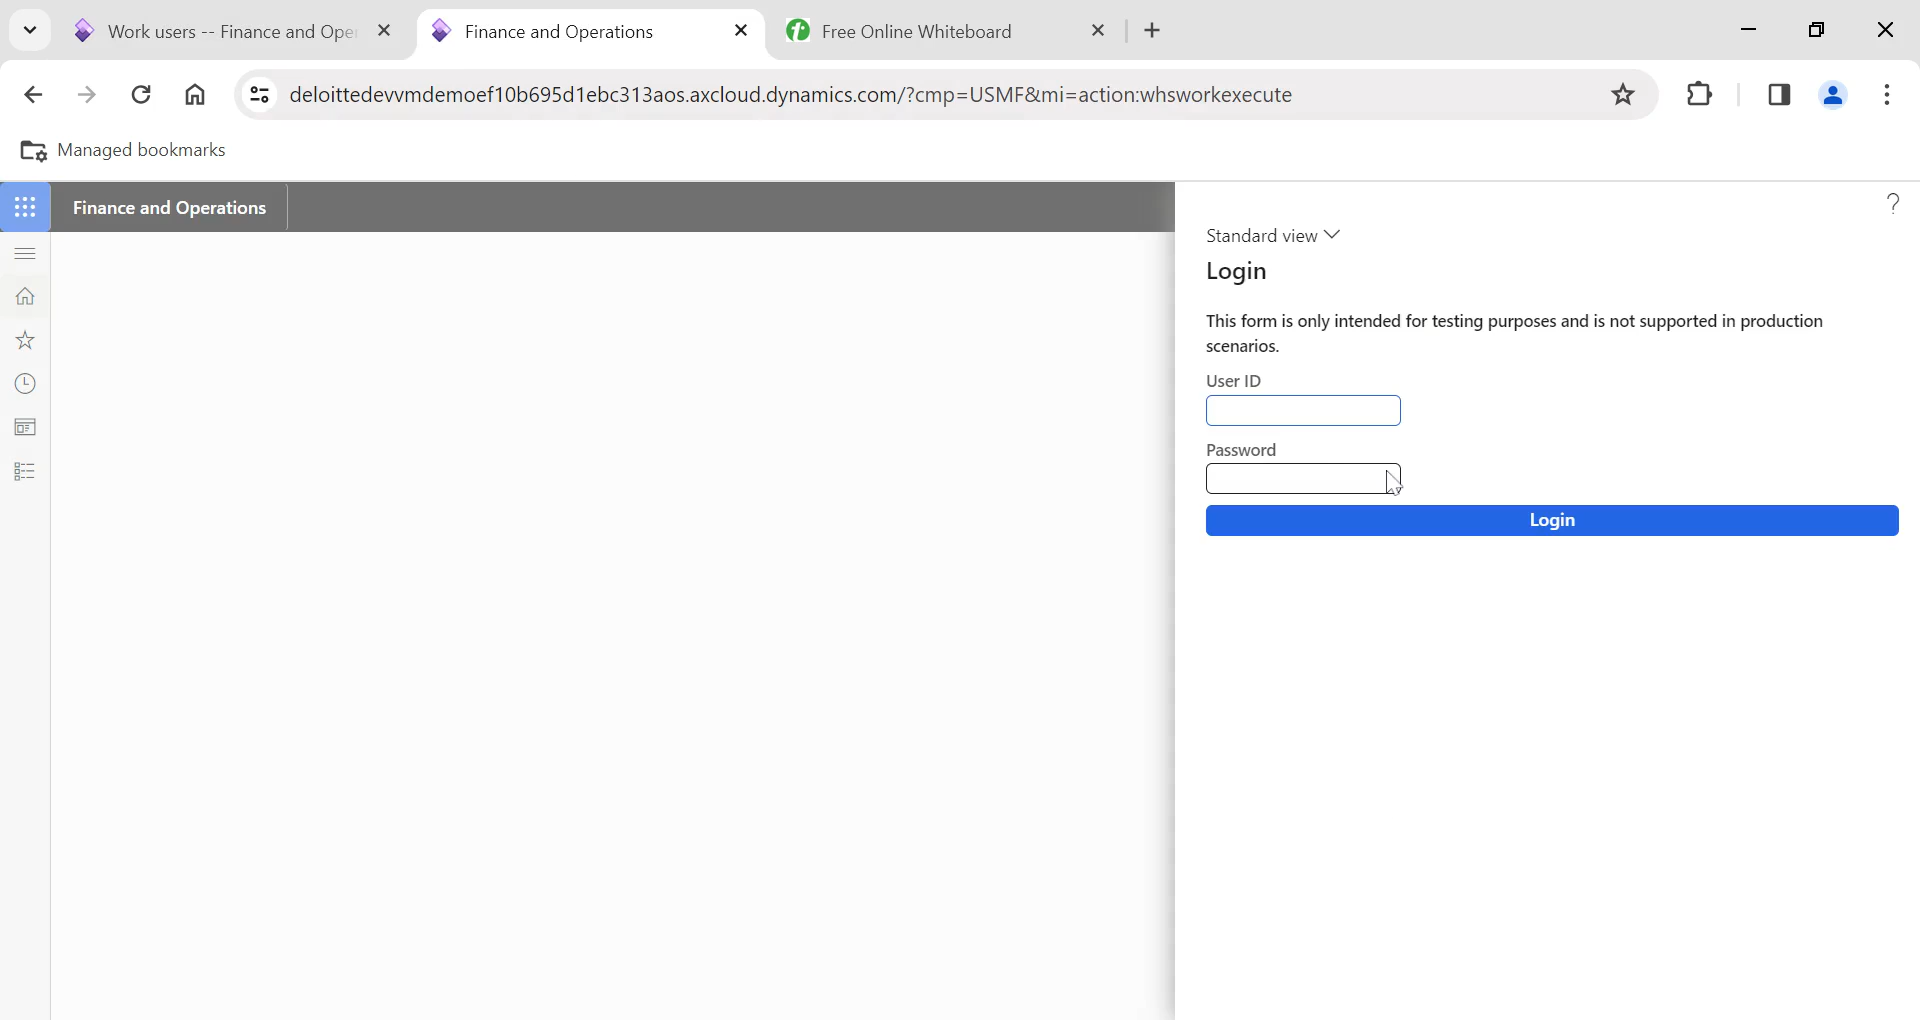 Work users -- Finance and Ope
Finance and Operations
Free Online Whiteboard
deloittedevvmdemoef10b695d1ebc313aos.axcloud.dynamics.com/?cmp=USMF&mi=action:whsworkexecute
Managed bookmarks
Finance and Operations
?
Standard view
Login
This form is only intended for testing purposes and is not supported in production
scenarios.
User ID
Password
Login